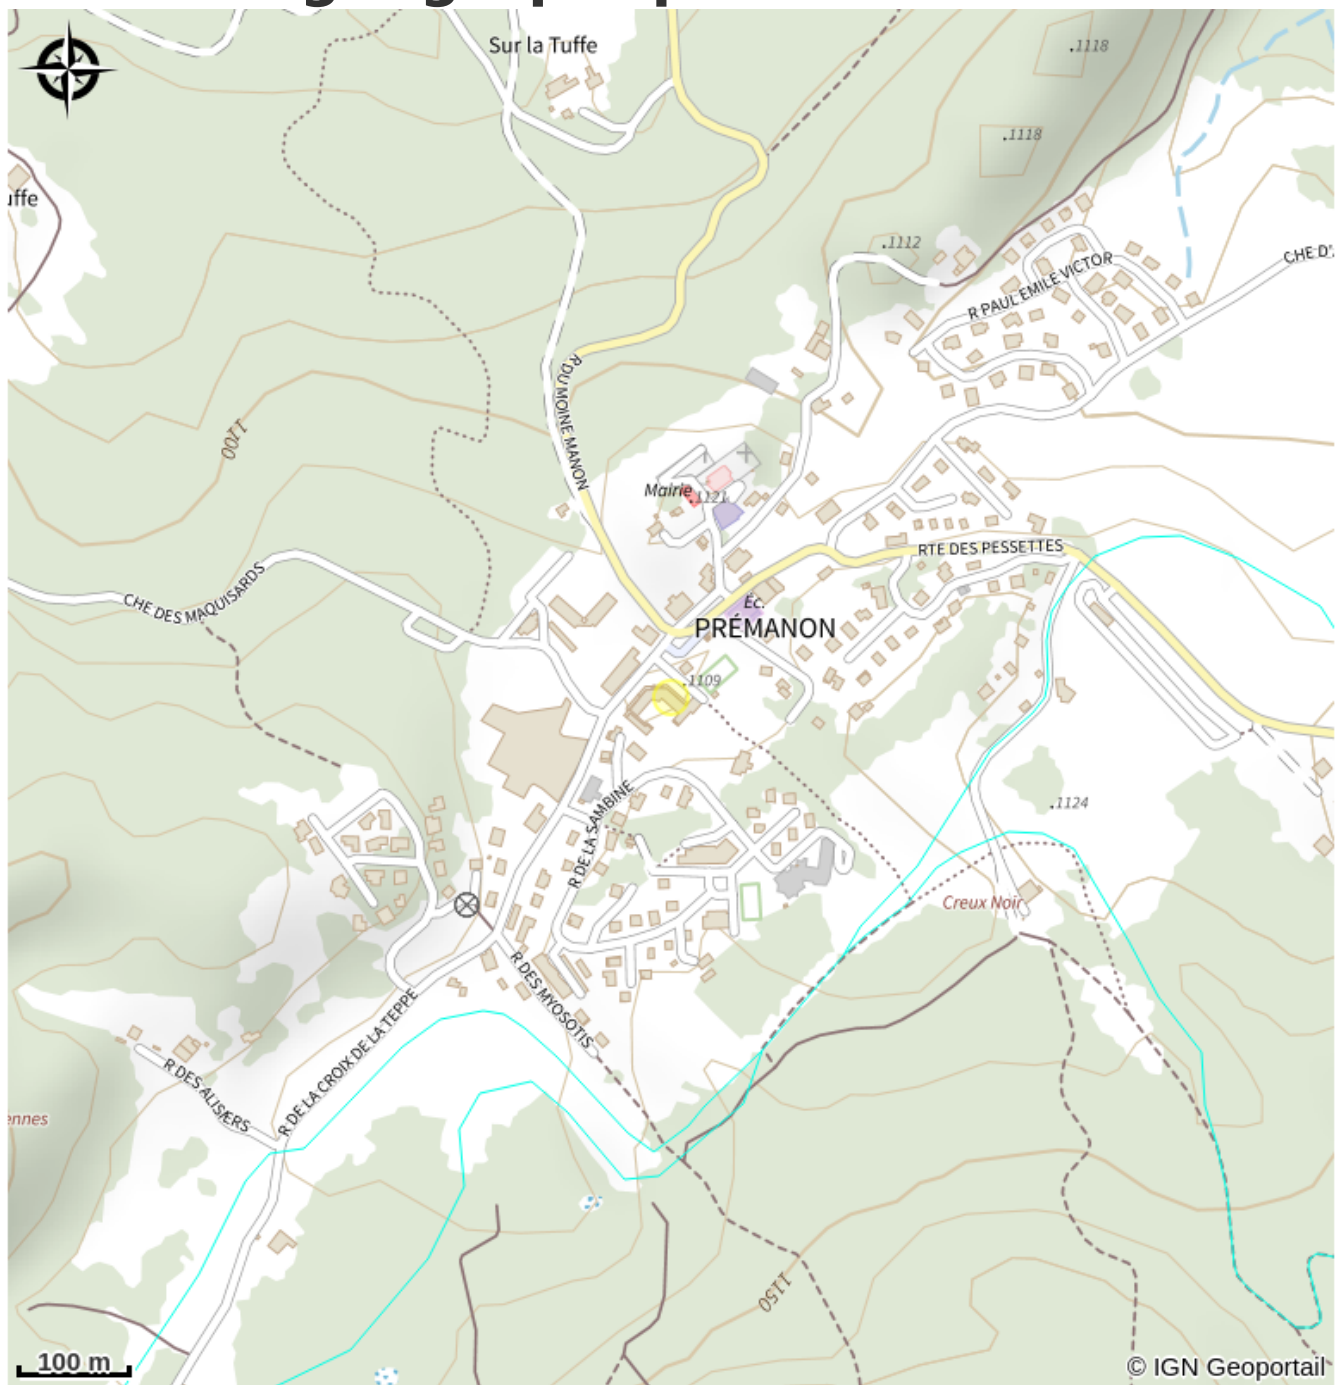 Sur la Tuffe
.1118
.1118
uffe
.1112
CHE D'
R PAUL EMILE VICTOR
R DU MOINE MANON
1100
Mairie
.1121
RTE DES PESSETTES
CHE DES MAQUISARDS
Éc.
PRÉMANON
.1109
R DE LA SAMBINE
.1124
Creux Noir
R DES MYOSOTIS
R DE LA CROIX DE LA TEPPE
R DES ALISIERS
ennes
1150
100 m
© IGN Geoportail